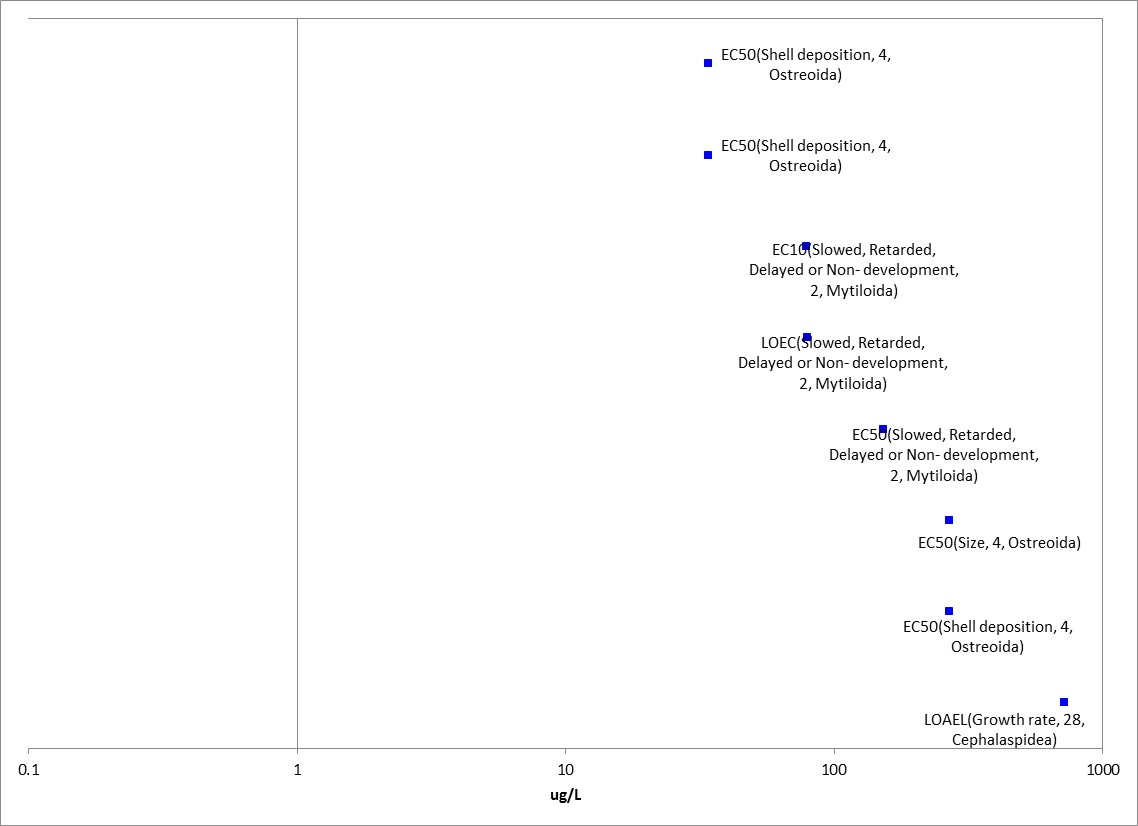 EC50(Shell deposition, 4,
Ostreoida)
EC50(Shell deposition, 4,
Ostreoida)
EC10(Slowed, Retarded,
Delayed or Non- development,
2, Mytiloida)
LOEC(Slowed, Retarded,
Delayed or Non- development,
2, Mytiloida)
EC50(Slowed, Retarded,
Delayed or Non- development,
2, Mytiloida)
EC50(Size, 4, Ostreoida)
EC50(Shell deposition, 4,
Ostreoida)
LOAEL(Growth rate, 28,
Cephalaspidea)
0.1 1 10 100 1000
ug/L